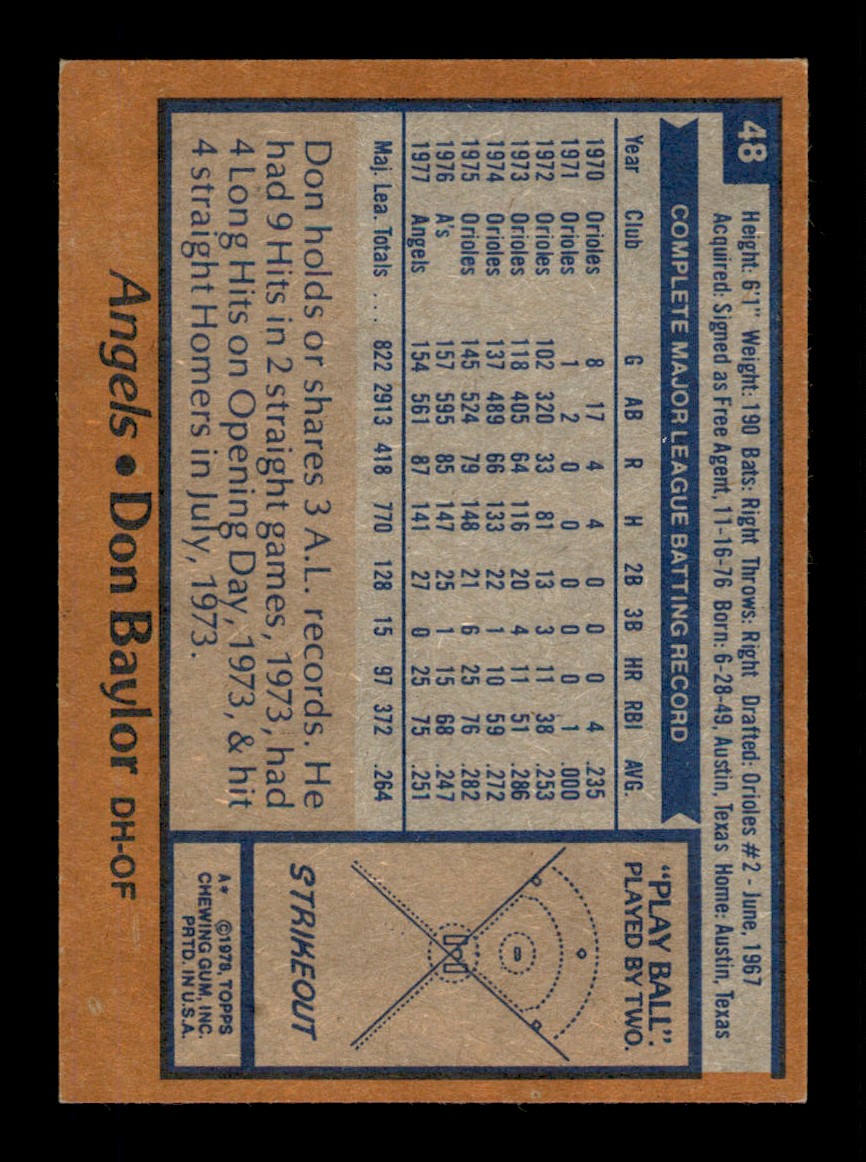 48
Height: 6'1" Weight: 190 Bats: Right Throws: Right Drafted: Orioles #2 - June, 1967
Acquired: Signed as Free Agent, 11-16-76 Born: 6-28-49, Austin, Texas Home: Austin, Texas
COMPLETE MAJOR LEAGUE BATTING RECORD
Year Club G AB R H 2B 3B HR RBI AVG.
1970 Orioles 8 17 4 4 0 0 0 4 .235
1971 Orioles 1 2 0 0 0 0 0 1 .000
1972 Orioles 102 320 33 81 13 3 11 38 .253
1973 Orioles 118 405 64 116 20 4 11 51 .286
1974 Orioles 137 489 66 133 22 1 10 59 .272
1975 Orioles 145 524 79 148 21 6 25 76 .282
1976 A's 157 595 85 147 25 1 15 68 .247
1977 Angels 154 561 87 141 27 0 25 75 .251
Maj. Lea. Totals .... 822 2913 418 770 128 15 97 372 .264
Don holds or shares 3 A.L. records. He
had 9 Hits in 2 straight games, 1973, had
4 Long Hits on Opening Day, 1973, & hit
4 straight Homers in July, 1973.
"PLAY BALL".
PLAYED BY TWO.
STRIKEOUT
A* ©1978, TOPPS
CHEWING GUM, INC.
PRTD. IN U.S.A.
Angels • Don Baylor DH-OF